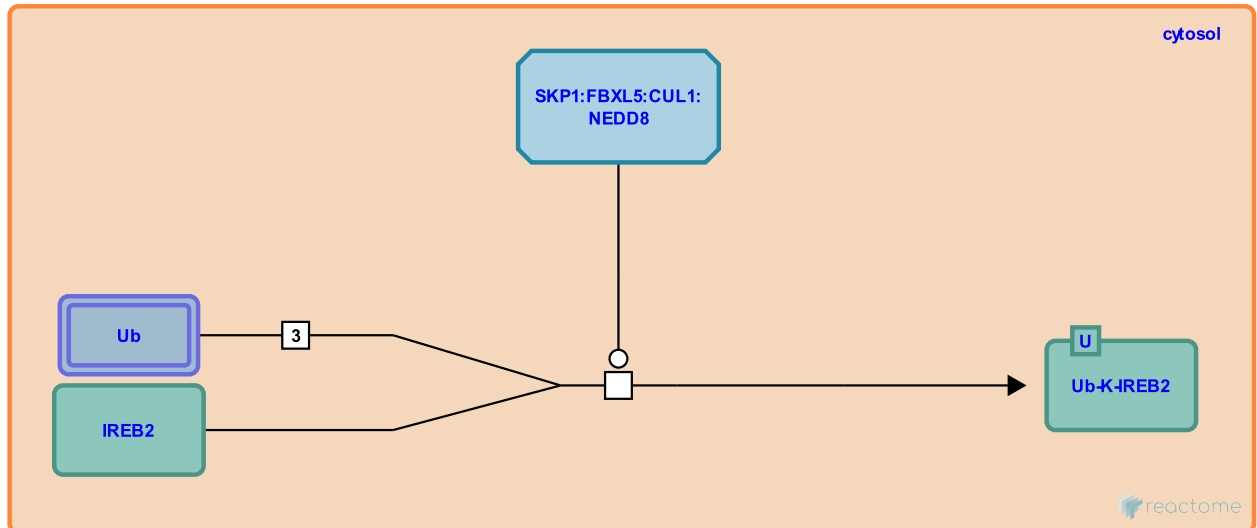 cytosol
SKP1:FBXL5:CUL1:
NEDD8
Ub
3
U
Ub-K-IREB2
IREB2
reactome